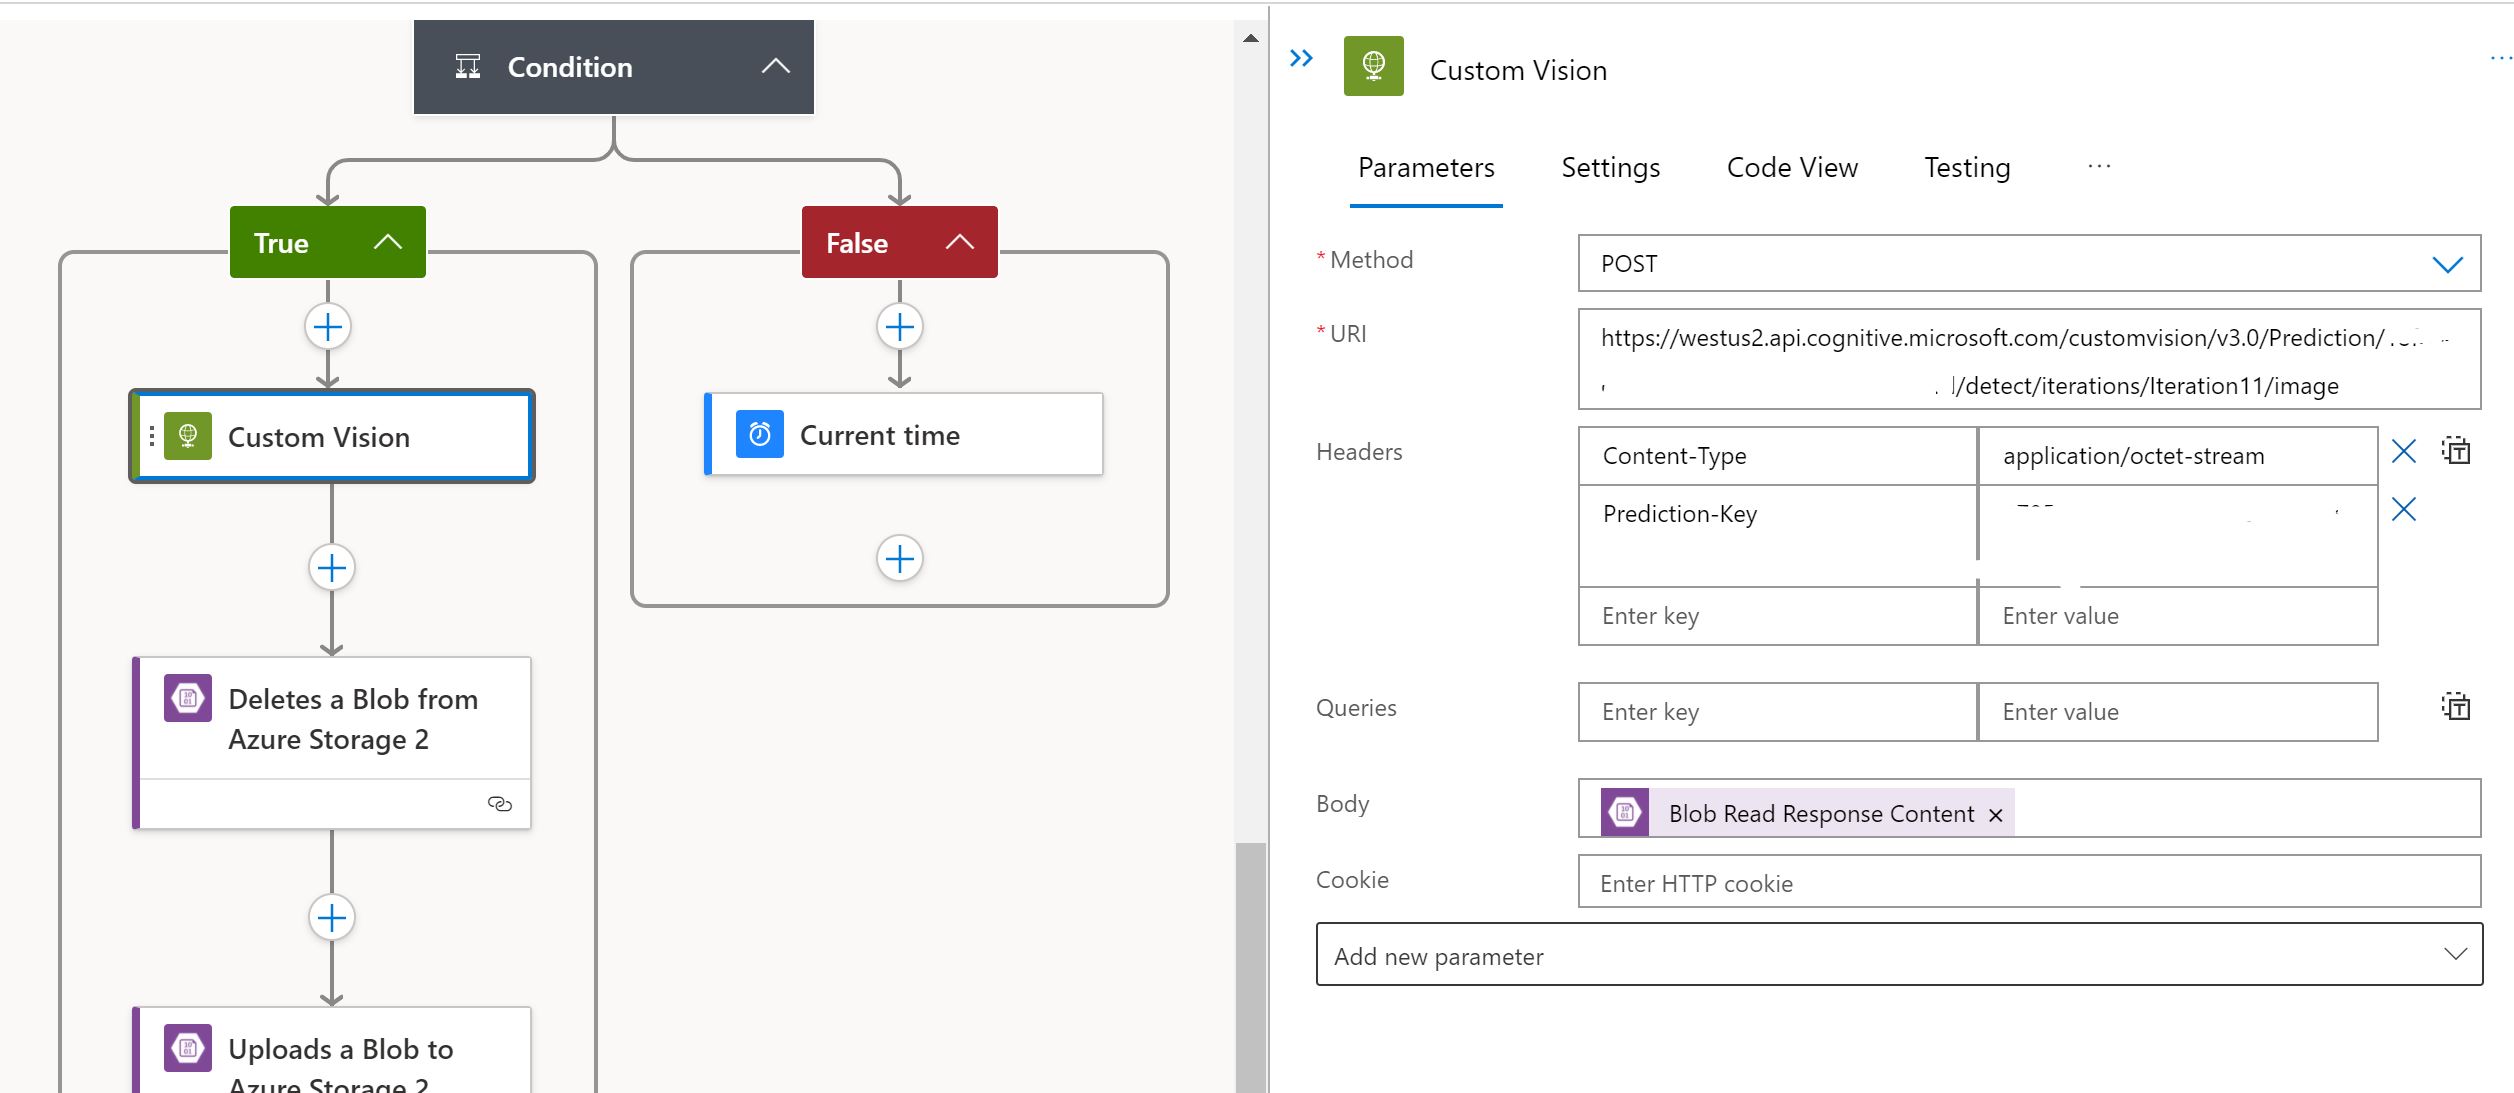 Condition
True
False
Custom Vision
Current time
Deletes a Blob from
Azure Storage 2
Uploads a Blob to
Azure Storage 2
Custom Vision
Parameters Settings Code View Testing ...
* Method POST
* URI https://westus2.api.cognitive.microsoft.com/customvision/v3.0/Prediction/
/detect/iterations/Iteration11/image
Headers Content-Type application/octet-stream
Prediction-Key
Enter key Enter value
Queries Enter key Enter value
Body Blob Read Response Content ×
Cookie Enter HTTP cookie
Add new parameter